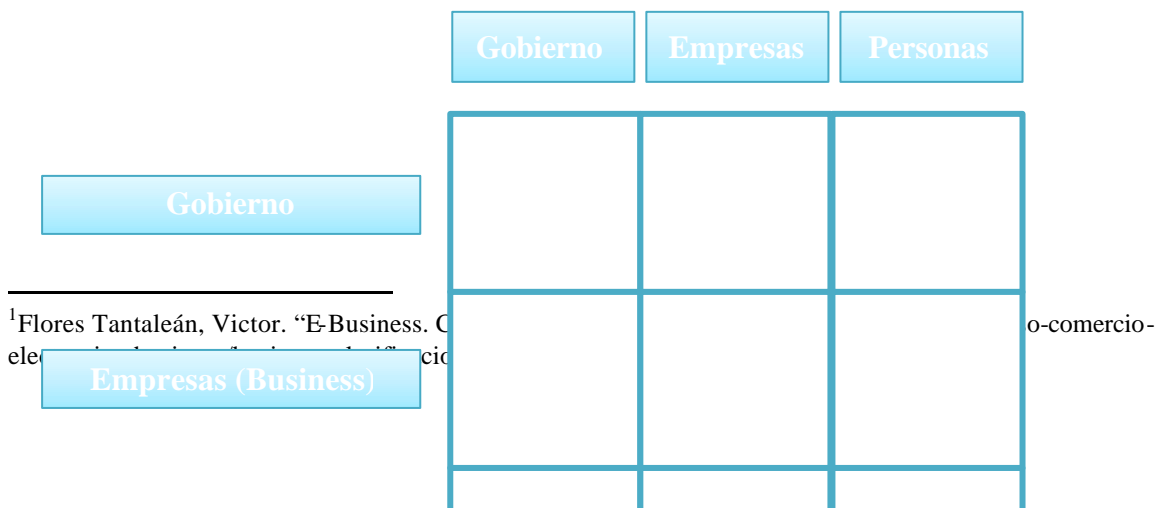 Gobierno Empresas Personas
Gobierno
1Flores Tantaleán, Victor. “E-Business. C o-comercio-
ele cio
Empresas (Business)